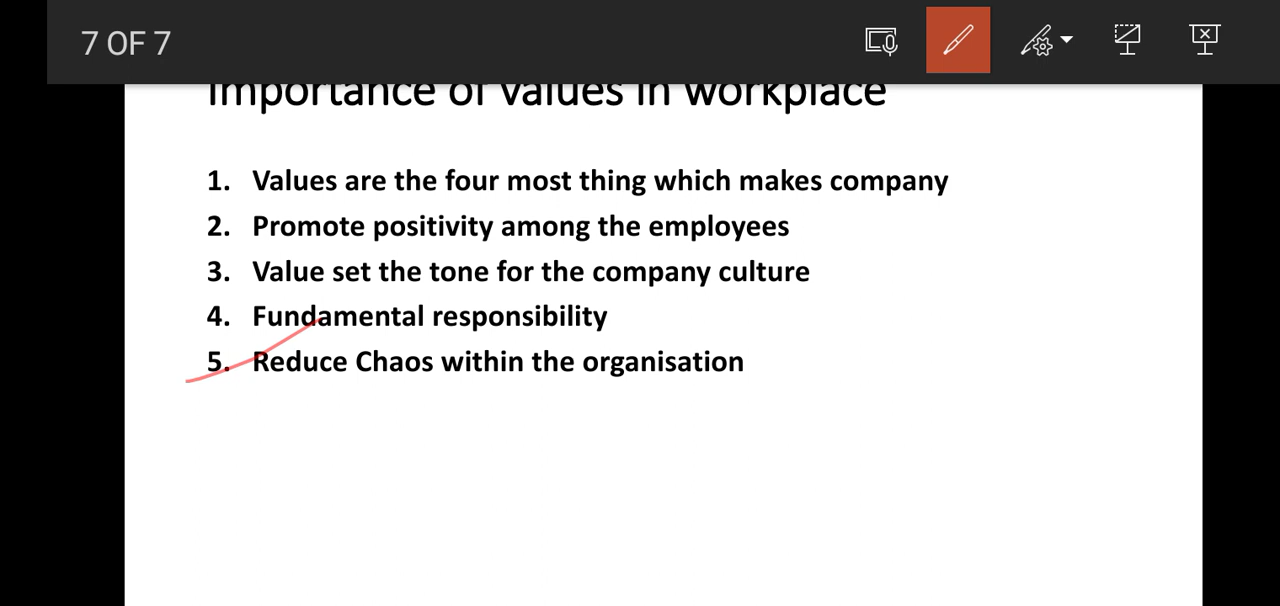 7 OF 7
Importance of values in workplace
1. Values are the four most thing which makes company
2. Promote positivity among the employees
3. Value set the tone for the company culture
4. Fundamental responsibility
5. Reduce Chaos within the organisation